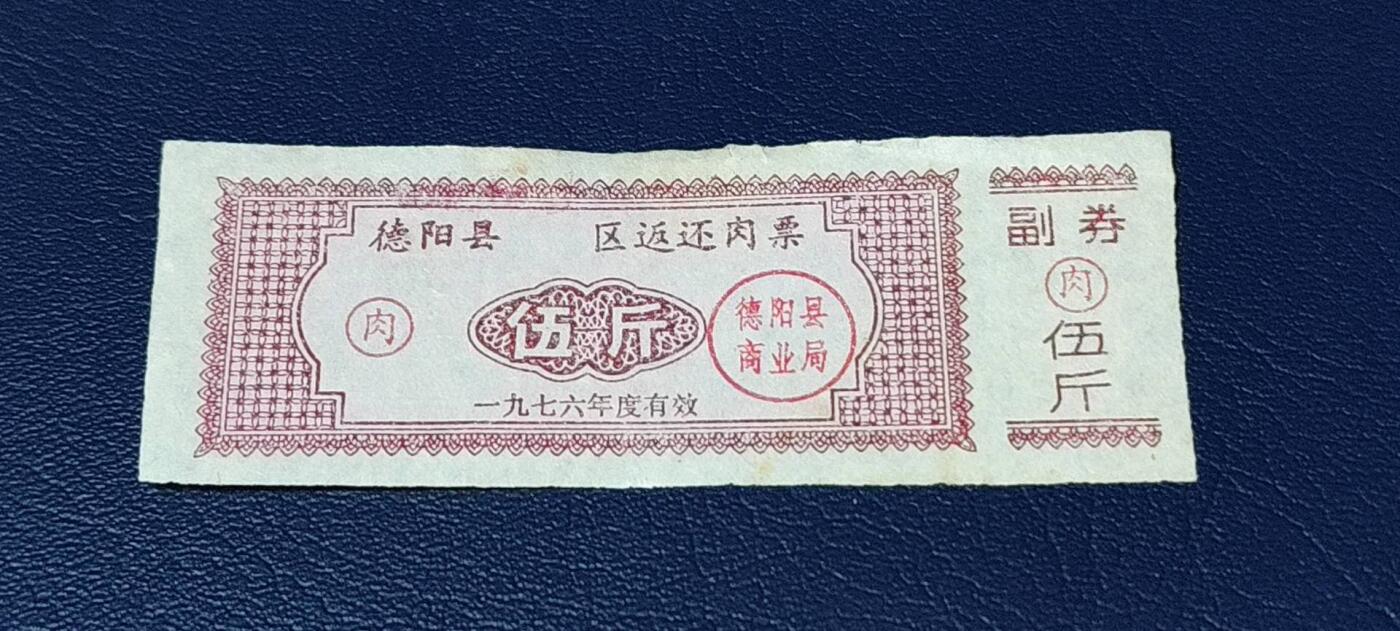 德阳县 区返还肉票
肉
伍斤
德阳县
商业局
一九七六年度有效
副券
肉
伍
斤